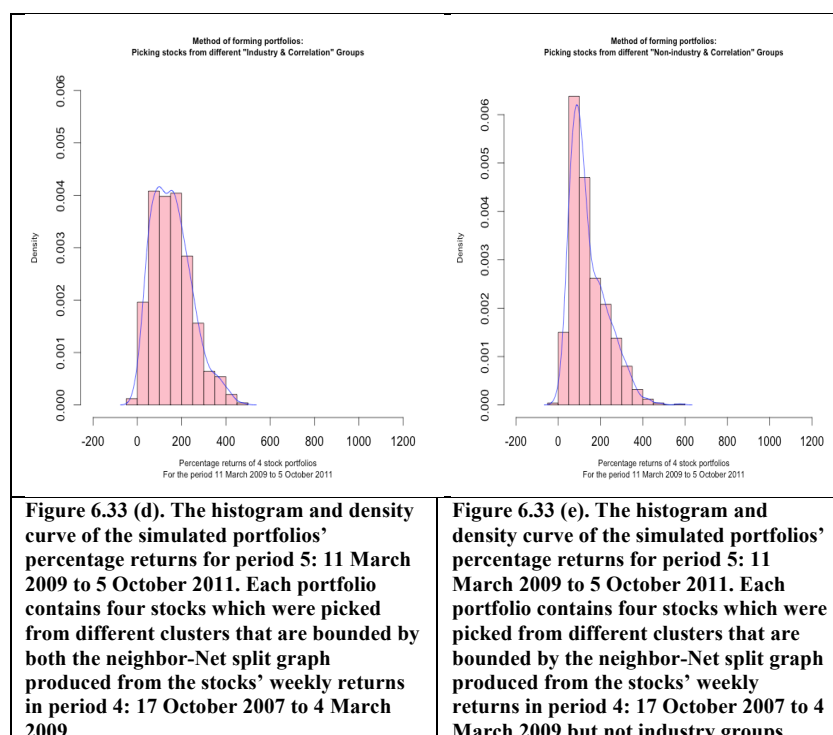 Method of forming portfolios:
Picking stocks from different "Industry & Correlation" Groups
0.006
0.005
0.004
0.003
0.002
0.001
0.000
Density
-200 0 200 400 600 800 1000 1200
Percentage returns of 4 stock portfolios
For the period 11 March 2009 to 5 October 2011
Method of forming portfolios:
Picking stocks from different "Non-industry & Correlation" Groups
0.006
0.005
0.004
0.003
0.002
0.001
0.000
Density
-200 0 200 400 600 800 1000 1200
Percentage returns of 4 stock portfolios
For the period 11 March 2009 to 5 October 2011
Figure 6.33 (d). The histogram and density
curve of the simulated portfolios’
percentage returns for period 5: 11 March
2009 to 5 October 2011. Each portfolio
contains four stocks which were picked
from different clusters that are bounded by
both the neighbor-Net split graph
produced from the stocks’ weekly returns
in period 4: 17 October 2007 to 4 March
2009
Figure 6.33 (e). The histogram and
density curve of the simulated portfolios’
percentage returns for period 5: 11
March 2009 to 5 October 2011. Each
portfolio contains four stocks which were
picked from different clusters that are
bounded by the neighbor-Net split graph
produced from the stocks’ weekly
returns in period 4: 17 October 2007 to 4
March 2009 but not industry groups